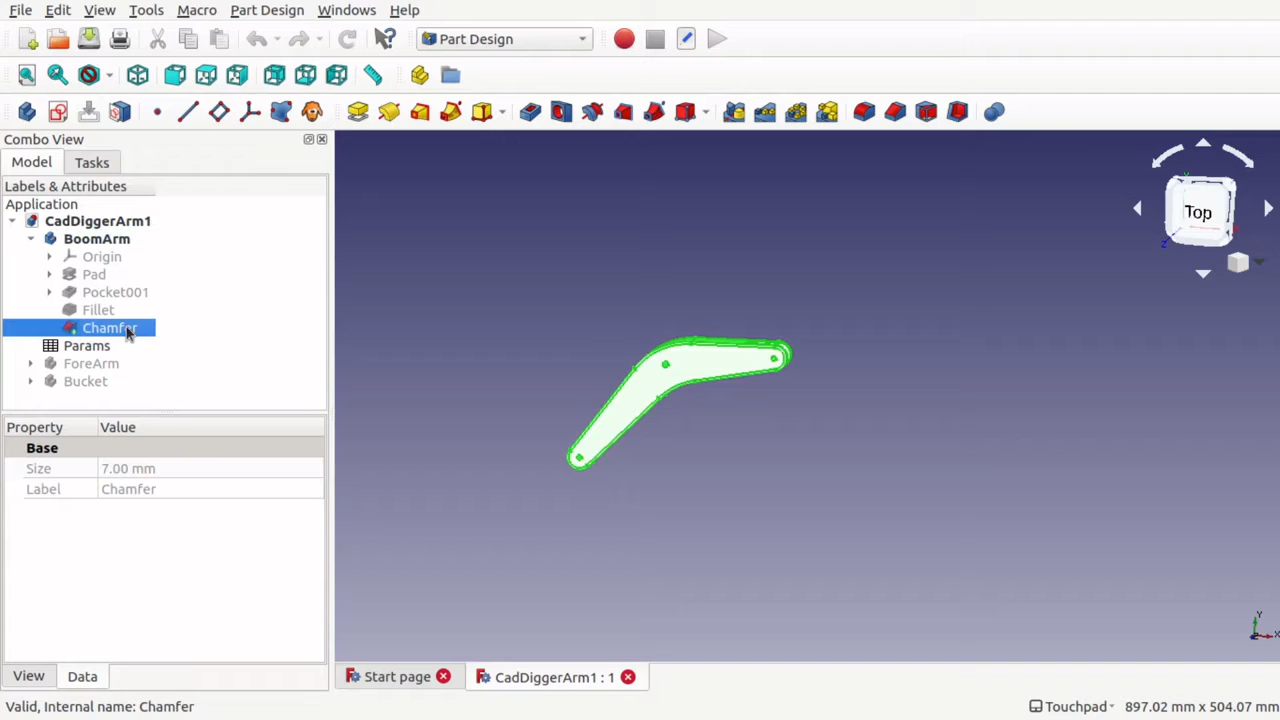 File Edit View Tools Macro Part Design Windows Help
Part Design
Combo View
Model Tasks
Labels & Attributes
Application
CadDiggerArm1
BoomArm
Origin
Pad
Pocket001
Fillet
Chamfer
Params
ForeArm
Bucket
Property Value
Base
Size 7.00 mm
Label Chamfer
View Data
Top
Y
X
Z
Start page
CadDiggerArm1 : 1
Valid, Internal name: Chamfer
Touchpad
897.02 mm x 504.07 mm